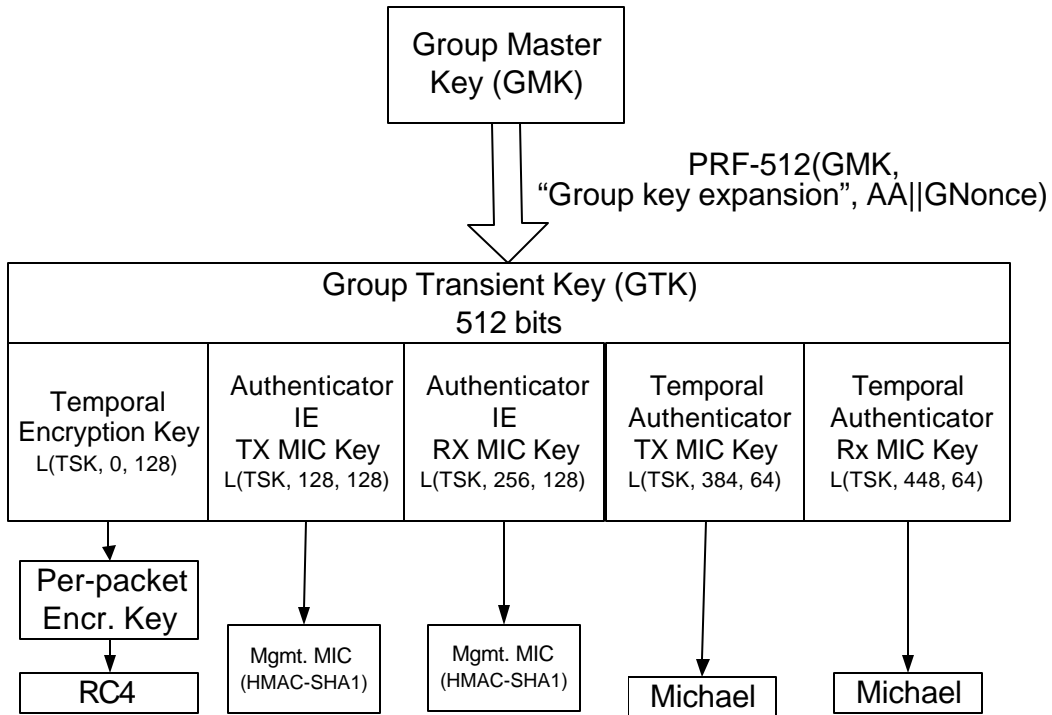 Group Master
Key (GMK)
PRF-512(GMK,
“Group key expansion”, AA||GNonce)
Group Transient Key (GTK)
512 bits
Temporal
Encryption Key
L(TSK, 0, 128)
Authenticator
IE
TX MIC Key
L(TSK, 128, 128)
Authenticator
IE
RX MIC Key
L(TSK, 256, 128)
Temporal
Authenticator
TX MIC Key
L(TSK, 384, 64)
Temporal
Authenticator
Rx MIC Key
L(TSK, 448, 64)
Per-packet
Encr. Key
RC4
Mgmt. MIC
(HMAC-SHA1)
Mgmt. MIC
(HMAC-SHA1)
Michael
Michael